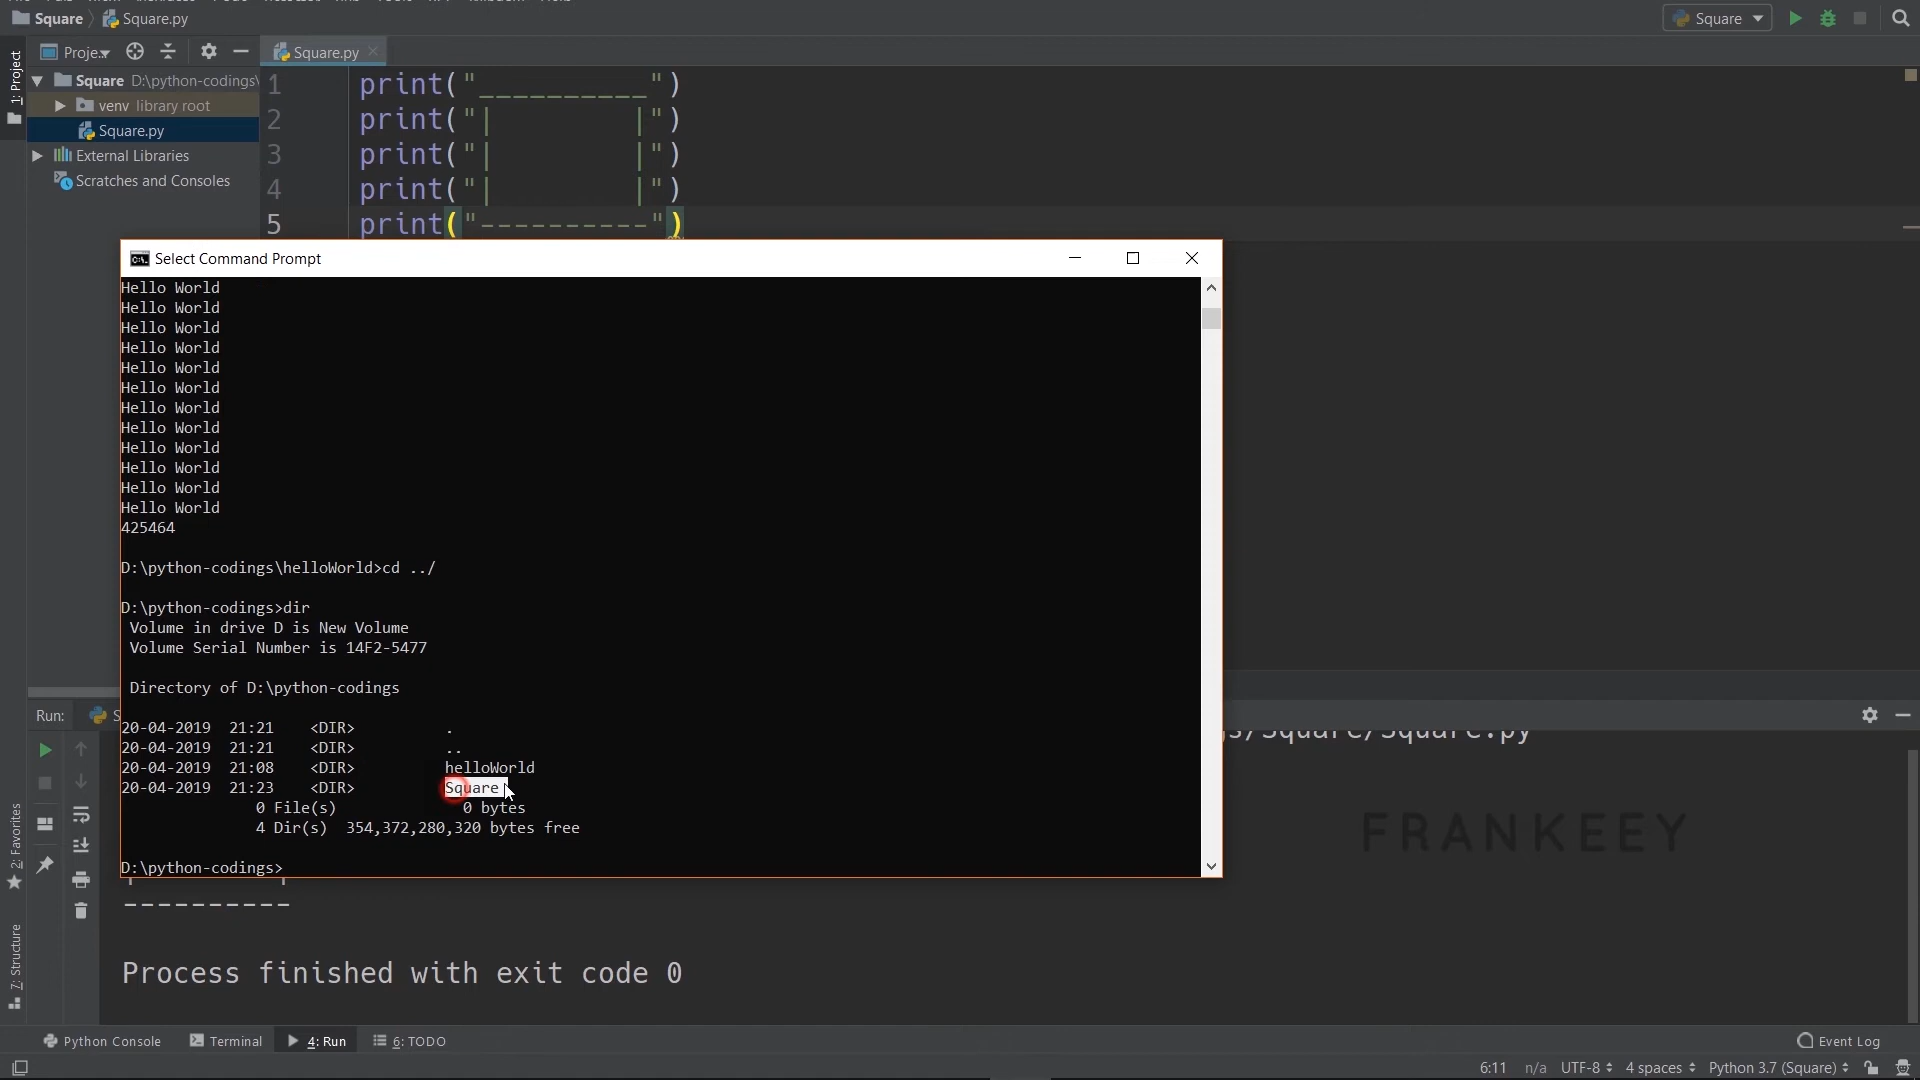 Square Square.py
Square
Proje...
Square.py
1: Project
Square D:\python-codings\
venv library root
Square.py
External Libraries
Scratches and Consoles
1 print("__________")
2 print("|        |")
3 print("|        |")
4 print("|        |")
5 print("----------")
Select Command Prompt
Hello World
Hello World
Hello World
Hello World
Hello World
Hello World
Hello World
Hello World
Hello World
Hello World
Hello World
Hello World
425464
D:\python-codings\helloWorld>cd ../
D:\python-codings>dir
Volume in drive D is New Volume
Volume Serial Number is 14F2-5477
Directory of D:\python-codings
20-04-2019 21:21 <DIR> .
20-04-2019 21:21 <DIR> ..
20-04-2019 21:08 <DIR> helloWorld
20-04-2019 21:23 <DIR> Square
0 File(s) 0 bytes
4 Dir(s) 354,372,280,320 bytes free
D:\python-codings>
Run:
s/Square/Square.py
FRANKEEY
----------
Process finished with exit code 0
2: Favorites
7: Structure
Python Console
Terminal
4: Run
6: TODO
Event Log
6:11 n/a UTF-8 4 spaces Python 3.7 (Square)